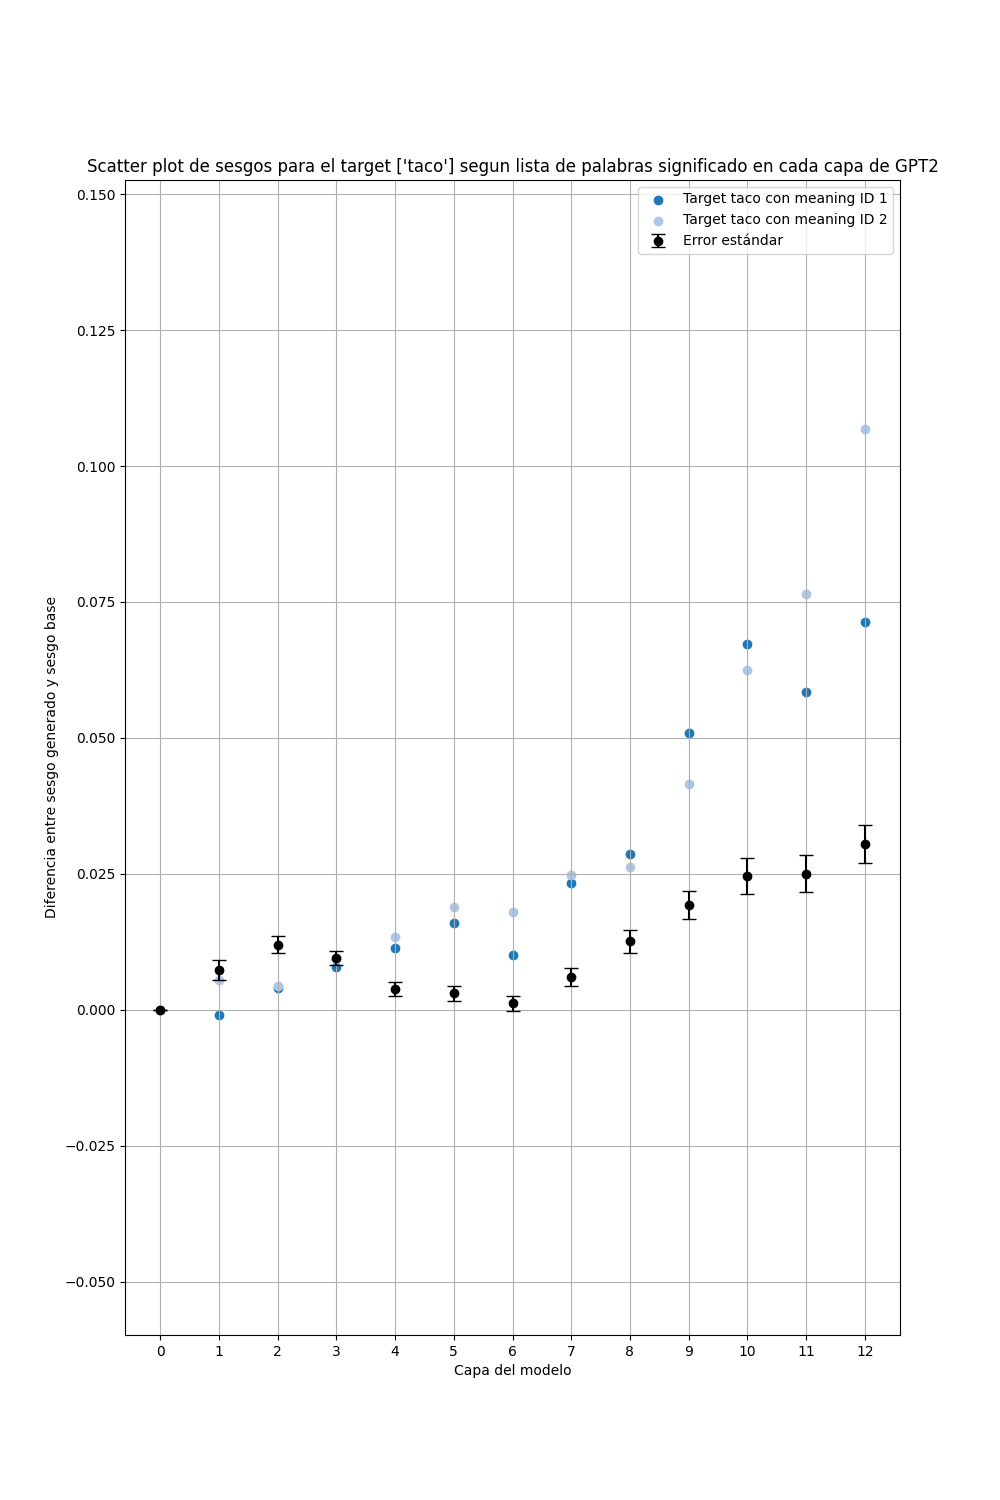 Scatter plot de sesgos para el target ['taco'] segun lista de palabras significado en cada capa de GPT2
Target taco con meaning ID 1
Target taco con meaning ID 2
Error estándar
0.150
0.125
0.100
0.075
0.050
0.025
0.000
−0.025
−0.050
Diferencia entre sesgo generado y sesgo base
0 1 2 3 4 5 6 7 8 9 10 11 12
Capa del modelo